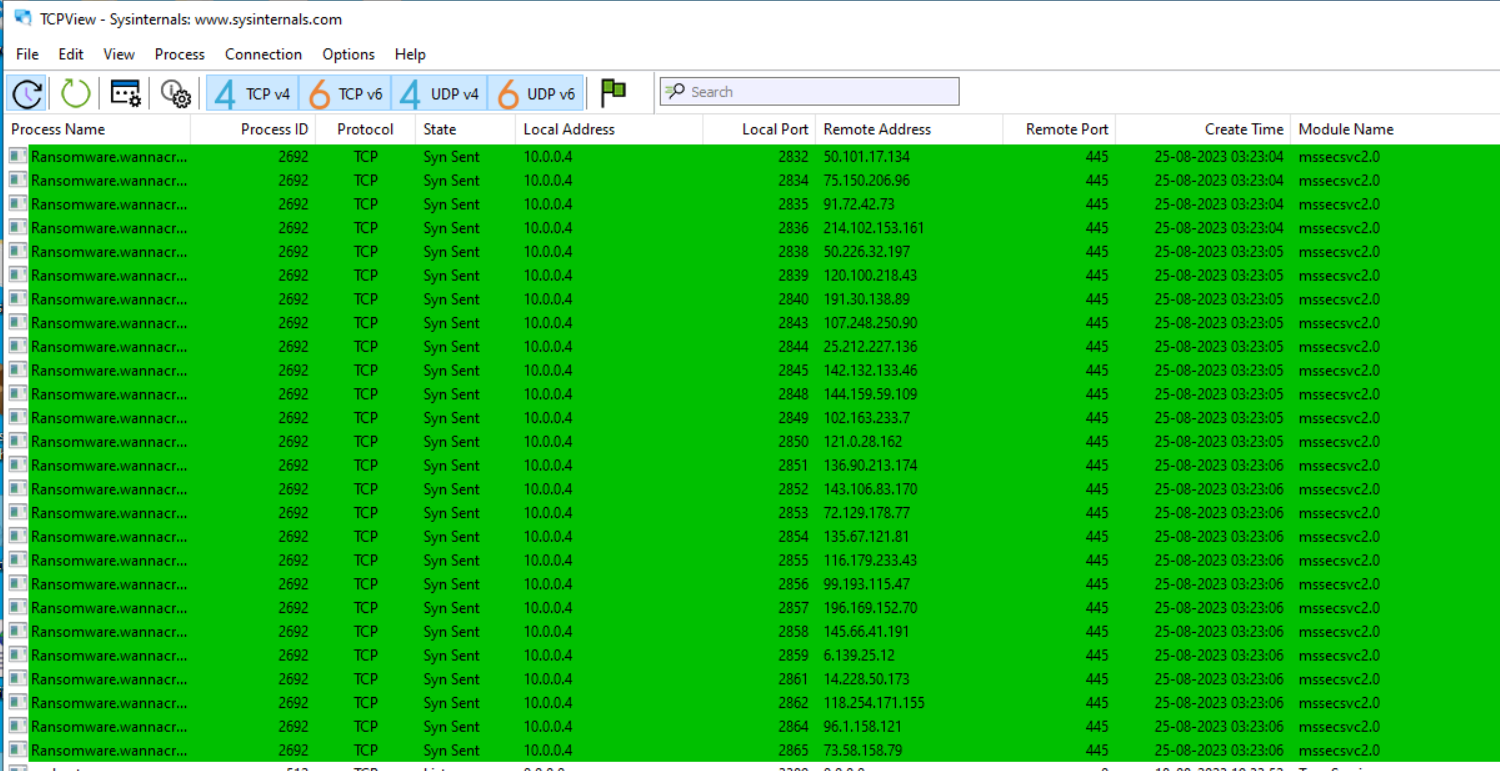 TCPView - Sysinternals: www.sysinternals.com
File Edit View Process Connection Options Help
4 TCP v4 6 TCP v6 4 UDP v4 6 UDP v6 Search
Process Name Process ID Protocol State Local Address Local Port Remote Address Remote Port Create Time Module Name
Ransomware.wannacr... 2692 TCP Syn Sent 10.0.0.4 2832 50.101.17.134 445 25-08-2023 03:23:04 mssecsvc2.0
Ransomware.wannacr... 2692 TCP Syn Sent 10.0.0.4 2834 75.150.206.96 445 25-08-2023 03:23:04 mssecsvc2.0
Ransomware.wannacr... 2692 TCP Syn Sent 10.0.0.4 2835 91.72.42.73 445 25-08-2023 03:23:04 mssecsvc2.0
Ransomware.wannacr... 2692 TCP Syn Sent 10.0.0.4 2836 214.102.153.161 445 25-08-2023 03:23:04 mssecsvc2.0
Ransomware.wannacr... 2692 TCP Syn Sent 10.0.0.4 2838 50.226.32.197 445 25-08-2023 03:23:05 mssecsvc2.0
Ransomware.wannacr... 2692 TCP Syn Sent 10.0.0.4 2839 120.100.218.43 445 25-08-2023 03:23:05 mssecsvc2.0
Ransomware.wannacr... 2692 TCP Syn Sent 10.0.0.4 2840 191.30.138.89 445 25-08-2023 03:23:05 mssecsvc2.0
Ransomware.wannacr... 2692 TCP Syn Sent 10.0.0.4 2843 107.248.250.90 445 25-08-2023 03:23:05 mssecsvc2.0
Ransomware.wannacr... 2692 TCP Syn Sent 10.0.0.4 2844 25.212.227.136 445 25-08-2023 03:23:05 mssecsvc2.0
Ransomware.wannacr... 2692 TCP Syn Sent 10.0.0.4 2845 142.132.133.46 445 25-08-2023 03:23:05 mssecsvc2.0
Ransomware.wannacr... 2692 TCP Syn Sent 10.0.0.4 2848 144.159.59.109 445 25-08-2023 03:23:05 mssecsvc2.0
Ransomware.wannacr... 2692 TCP Syn Sent 10.0.0.4 2849 102.163.233.7 445 25-08-2023 03:23:05 mssecsvc2.0
Ransomware.wannacr... 2692 TCP Syn Sent 10.0.0.4 2850 121.0.28.162 445 25-08-2023 03:23:05 mssecsvc2.0
Ransomware.wannacr... 2692 TCP Syn Sent 10.0.0.4 2851 136.90.213.174 445 25-08-2023 03:23:06 mssecsvc2.0
Ransomware.wannacr... 2692 TCP Syn Sent 10.0.0.4 2852 143.106.83.170 445 25-08-2023 03:23:06 mssecsvc2.0
Ransomware.wannacr... 2692 TCP Syn Sent 10.0.0.4 2853 72.129.178.77 445 25-08-2023 03:23:06 mssecsvc2.0
Ransomware.wannacr... 2692 TCP Syn Sent 10.0.0.4 2854 135.67.121.81 445 25-08-2023 03:23:06 mssecsvc2.0
Ransomware.wannacr... 2692 TCP Syn Sent 10.0.0.4 2855 116.179.233.43 445 25-08-2023 03:23:06 mssecsvc2.0
Ransomware.wannacr... 2692 TCP Syn Sent 10.0.0.4 2856 99.193.115.47 445 25-08-2023 03:23:06 mssecsvc2.0
Ransomware.wannacr... 2692 TCP Syn Sent 10.0.0.4 2857 196.169.152.70 445 25-08-2023 03:23:06 mssecsvc2.0
Ransomware.wannacr... 2692 TCP Syn Sent 10.0.0.4 2858 145.66.41.191 445 25-08-2023 03:23:06 mssecsvc2.0
Ransomware.wannacr... 2692 TCP Syn Sent 10.0.0.4 2859 6.139.25.12 445 25-08-2023 03:23:06 mssecsvc2.0
Ransomware.wannacr... 2692 TCP Syn Sent 10.0.0.4 2861 14.228.50.173 445 25-08-2023 03:23:06 mssecsvc2.0
Ransomware.wannacr... 2692 TCP Syn Sent 10.0.0.4 2862 118.254.171.155 445 25-08-2023 03:23:06 mssecsvc2.0
Ransomware.wannacr... 2692 TCP Syn Sent 10.0.0.4 2864 96.1.158.121 445 25-08-2023 03:23:06 mssecsvc2.0
Ransomware.wannacr... 2692 TCP Syn Sent 10.0.0.4 2865 73.58.158.79 445 25-08-2023 03:23:06 mssecsvc2.0